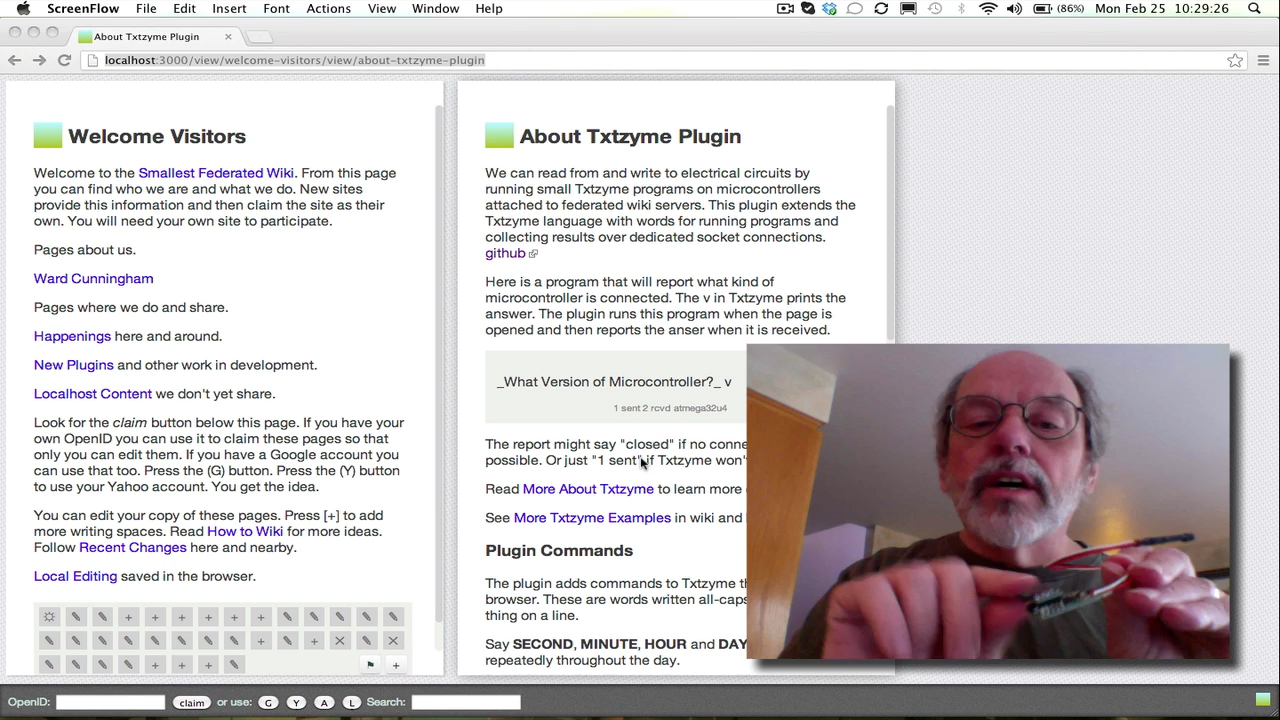 ScreenFlow File Edit Insert Font Actions View Window Help (86%) Mon Feb 25 10:29:26
About Txtzyme Plugin
localhost:3000/view/welcome-visitors/view/about-txtzyme-plugin
Welcome Visitors
Welcome to the Smallest Federated Wiki. From this page
you can find who we are and what we do. New sites
provide this information and then claim the site as their
own. You will need your own site to participate.
Pages about us.
Ward Cunningham
Pages where we do and share.
Happenings here and around.
New Plugins and other work in development.
Localhost Content we don't yet share.
Look for the claim button below this page. If you have your
own OpenID you can use it to claim these pages so that
only you can edit them. If you have a Google account you
can use that too. Press the (G) button. Press the (Y) button
to use your Yahoo account. You get the idea.
You can edit your copy of these pages. Press [+] to add
more writing spaces. Read How to Wiki for more ideas.
Follow Recent Changes here and nearby.
Local Editing saved in the browser.
About Txtzyme Plugin
We can read from and write to electrical circuits by
running small Txtzyme programs on microcontrollers
attached to federated wiki servers. This plugin extends the
Txtzyme language with words for running programs and
collecting results over dedicated socket connections.
github
Here is a program that will report what kind of
microcontroller is connected. The v in Txtzyme prints the
answer. The plugin runs this program when the page is
opened and then reports the anser when it is received.
_What Version of Microcontroller?_ v
1 sent 2 rcvd atmega32u4
The report might say "closed" if no conne
possible. Or just "1 sent" if Txtzyme won'
Read More About Txtzyme to learn more
See More Txtzyme Examples in wiki and
Plugin Commands
The plugin adds commands to Txtzyme th
browser. These are words written all-caps
thing on a line.
Say SECOND, MINUTE, HOUR and DAY
repeatedly throughout the day.
OpenID: claim or use: G Y A L Search: